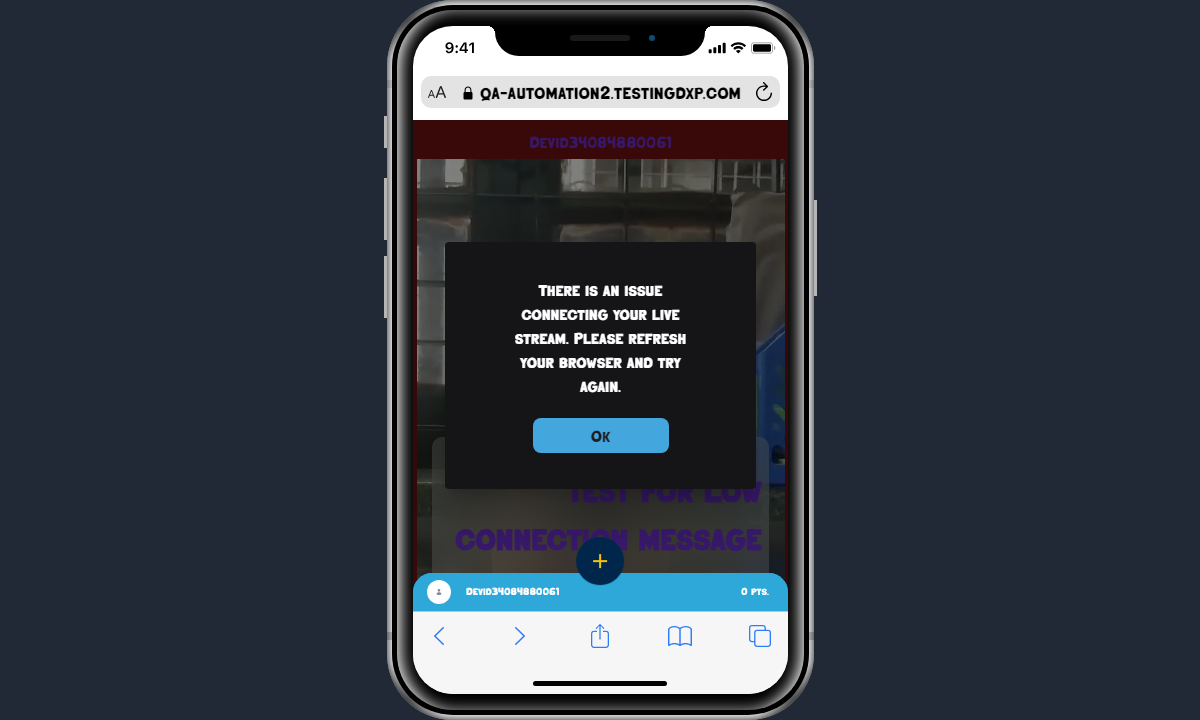 9:41
AA QA-AUTOMATION2.TESTINGDXP.COM
Devid34084880061
There is an issue
connecting your live
stream. Please refresh
your browser and try
again.
Ok
Test for Low
connection message
+
Devid34084880061 0 pts.